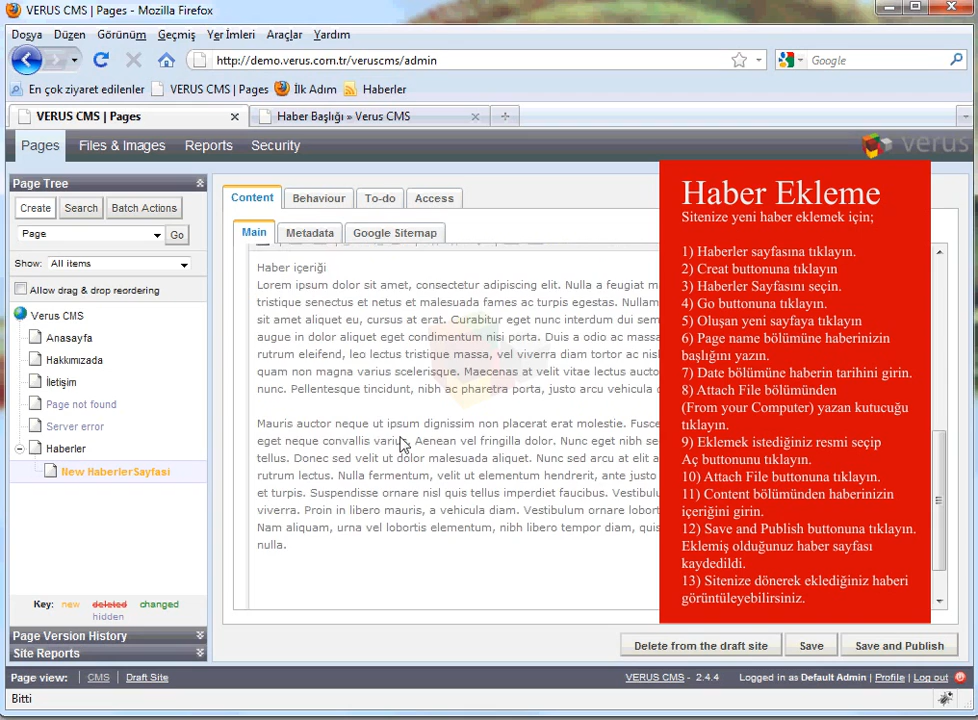 VERUS CMS | Pages - Mozilla Firefox
Dosya Düzen Görünüm Geçmiş Yer İmleri Araçlar Yardım
http://demo.verus.com.tr/veruscms/admin
Google
En çok ziyaret edilenler VERUS CMS | Pages İlk Adım Haberler
VERUS CMS | Pages
Haber Başlığı » Verus CMS
Pages Files & Images Reports Security
verus
Page Tree
Create Search Batch Actions
Page Go
Show: All items
Allow drag & drop reordering
Verus CMS
Anasayfa
Hakkımızada
İletişim
Page not found
Server error
Haberler
New HaberlerSayfasi
Key: new deleted changed
hidden
Page Version History
Site Reports
Content Behaviour To-do Access
Main Metadata Google Sitemap
Haber içeriği
Lorem ipsum dolor sit amet, consectetur adipiscing elit. Nulla a feugiat m
tristique senectus et netus et malesuada fames ac turpis egestas. Nullam
sit amet aliquet eu, cursus at erat. Curabitur eget nunc interdum dui sem
augue in dolor aliquet eget condimentum nisi porta. Duis a odio ac massa
rutrum eleifend, leo lectus tristique massa, vel viverra diam tortor ac nisl
quam non magna varius scelerisque. Maecenas at velit vitae lectus aliquam
nunc. Pellentesque tincidunt, nibh ac pharetra porta, justo arcu vehicula d
Mauris auctor neque ut ipsum dignissim non placerat erat molestie. Fusce
eget neque convallis varius. Aenean vel fringilla dolor. Nunc eget nibh se
tellus. Donec sed velit ut dolor malesuada aliquet. Nunc sed arcu at elit a
rutrum lectus. Nulla fermentum, velit ut elementum hendrerit, ante justo
et turpis. Suspendisse ornare nisl quis tellus imperdiet faucibus. Vestibulu
viverra. Proin in libero mauris, a vehicula diam. Vestibulum ornare lobort
Nam aliquam, urna vel lobortis elementum, nibh libero tempor diam, quis
nulla.
Haber Ekleme
Sitenize yeni haber eklemek için;
1) Haberler sayfasına tıklayın.
2) Creat buttonuna tıklayın
3) Haberler Sayfasını seçin.
4) Go buttonuna tıklayın.
5) Oluşan yeni sayfaya tıklayın
6) Page name bölümüne haberinizin
başlığını yazın.
7) Date bölümüne haberin tarihini girin.
8) Attach File bölümünden
(From your Computer) yazan kutucuğu
tıklayın.
9) Eklemek istediğiniz resmi seçip
Aç buttonunu tıklayın.
10) Attach File buttonuna tıklayın.
11) Content bölümünden haberinizin
içeriğini girin.
12) Save and Publish buttonuna tıklayın.
Eklemiş olduğunuz haber sayfası
kaydedildi.
13) Sitenize dönerek eklediğiniz haberi
görüntüleyebilirsiniz.
Delete from the draft site Save Save and Publish
Page view: CMS Draft Site
VERUS CMS - 2.4.4 Logged in as Default Admin | Profile | Log out
Bitti